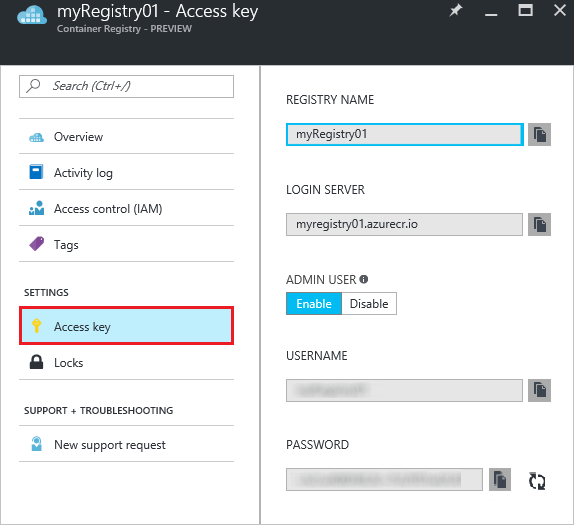 myRegistry01 - Access key
Container Registry - PREVIEW
Search (Ctrl+/)
Overview
Activity log
Access control (IAM)
Tags
SETTINGS
Access key
Locks
SUPPORT + TROUBLESHOOTING
New support request
REGISTRY NAME
myRegistry01
LOGIN SERVER
myregistry01.azurecr.io
ADMIN USER
Enable Disable
USERNAME
PASSWORD